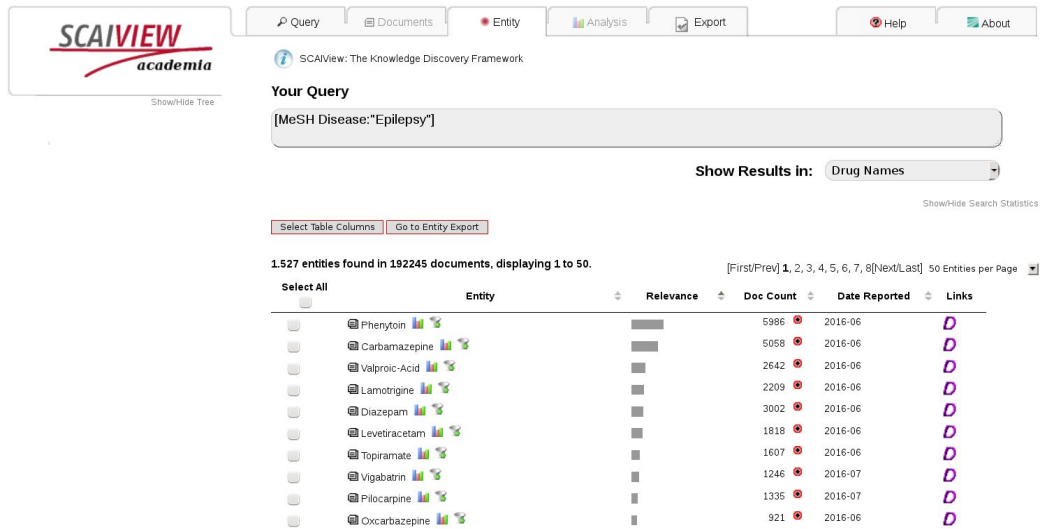 SCAIVIEW
academia
Show/Hide Tree
Query Documents Entity Analysis Export Help About
SCAIView: The Knowledge Discovery Framework
Your Query
[MeSH Disease:"Epilepsy"]
Show Results in: Drug Names
Show/Hide Search Statistics
Select Table Columns Go to Entity Export
1.527 entities found in 192245 documents, displaying 1 to 50. [First/Prev] 1, 2, 3, 4, 5, 6, 7, 8[Next/Last] 50 Entities per Page
Select All Entity Relevance Doc Count Date Reported Links
Phenytoin 5986 2016-06
Carbamazepine 5058 2016-06
Valproic-Acid 2642 2016-06
Lamotrigine 2209 2016-06
Diazepam 3002 2016-06
Levetiracetam 1818 2016-06
Topiramate 1607 2016-06
Vigabatrin 1246 2016-07
Pilocarpine 1335 2016-07
Oxcarbazepine 921 2016-06